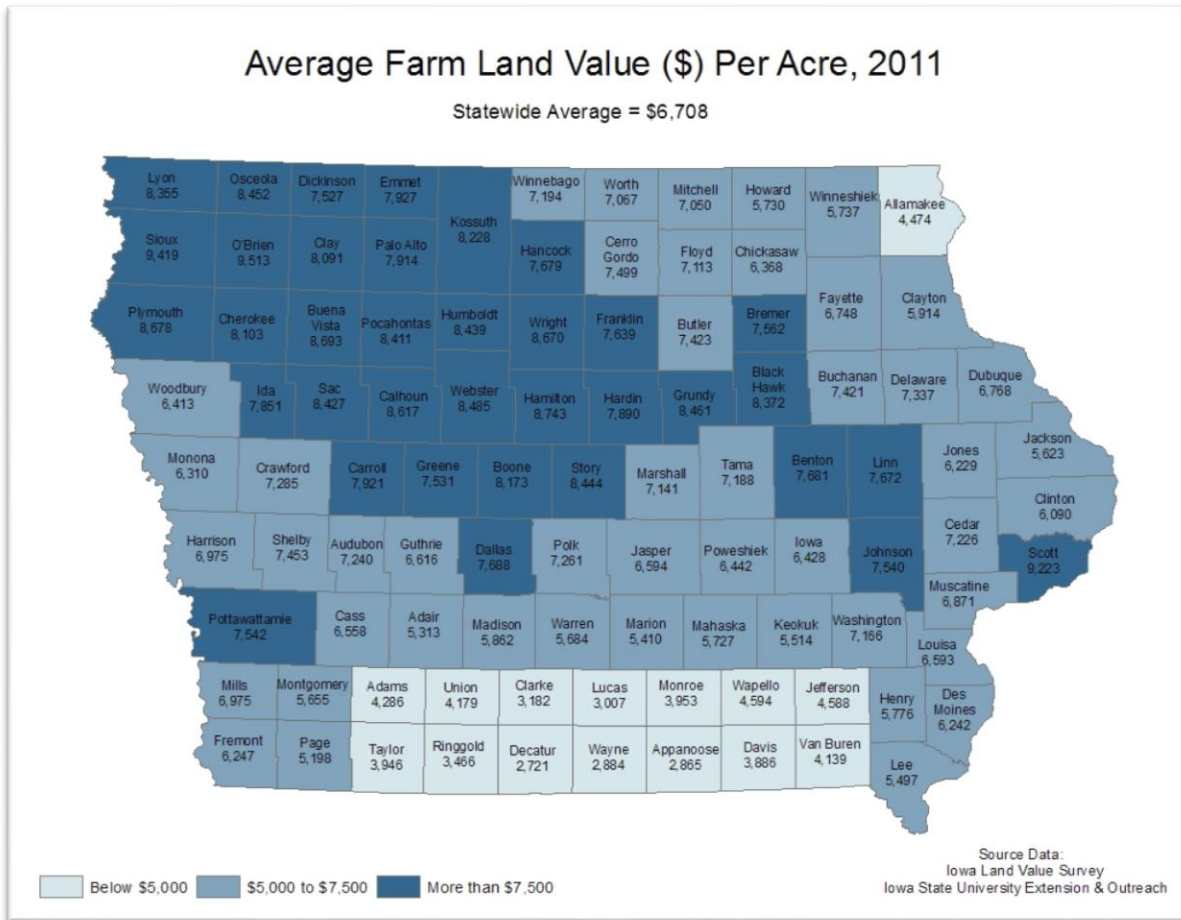 Average Farm Land Value ($) Per Acre, 2011
Statewide Average = $6,708
Lyon
8,355
Osceola
8,452
Dickinson
7,527
Emmet
7,927
Kossuth
8,228
Winnebago
7,194
Worth
7,067
Mitchell
7,050
Howard
5,730
Winneshiek
5,737
Allamakee
4,474
Sioux
9,419
O'Brien
9,513
Clay
8,091
Palo Alto
7,914
Hancock
7,679
Cerro
Gordo
7,499
Floyd
7,113
Chickasaw
6,368
Plymouth
8,678
Cherokee
8,103
Buena
Vista
8,693
Pocahontas
8,411
Humboldt
8,439
Wright
8,670
Franklin
7,639
Butler
7,423
Bremer
7,562
Fayette
6,748
Clayton
5,914
Woodbury
6,413
Ida
7,851
Sac
8,427
Calhoun
8,617
Webster
8,485
Hamilton
8,743
Hardin
7,890
Grundy
8,461
Black
Hawk
8,372
Buchanan
7,421
Delaware
7,337
Dubuque
6,768
Monona
6,310
Crawford
7,285
Carroll
7,921
Greene
7,531
Boone
8,173
Story
8,444
Marshall
7,141
Tama
7,188
Benton
7,681
Linn
7,672
Jones
6,229
Jackson
5,623
Clinton
6,090
Harrison
6,975
Shelby
7,453
Audubon
7,240
Guthrie
6,616
Dallas
7,688
Polk
7,261
Jasper
6,594
Poweshiek
6,442
Iowa
6,428
Johnson
7,540
Cedar
7,226
Scott
9,223
Muscatine
6,871
Pottawattamie
7,542
Cass
6,558
Adair
5,313
Madison
5,862
Warren
5,684
Marion
5,410
Mahaska
5,727
Keokuk
5,514
Washington
7,166
Louisa
6,593
Mills
6,975
Montgomery
5,655
Adams
4,286
Union
4,179
Clarke
3,182
Lucas
3,007
Monroe
3,953
Wapello
4,594
Jefferson
4,588
Henry
5,776
Des
Moines
6,242
Fremont
6,247
Page
5,198
Taylor
3,946
Ringgold
3,466
Decatur
2,721
Wayne
2,884
Appanoose
2,865
Davis
3,886
Van Buren
4,139
Lee
5,497
Below $5,000
$5,000 to $7,500
More than $7,500
Source Data:
Iowa Land Value Survey
Iowa State University Extension & Outreach